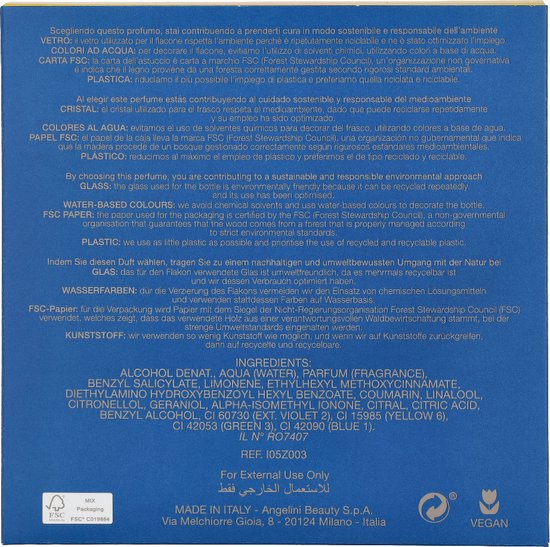 Scegliendo questo profumo, stai contribuendo a prenderti cura in modo sostenibile e responsabile dell'ambiente
VETRO: il vetro utilizzato per il flacone rispetta l'ambiente perché è ripetutamente riciclabile e ne è stato ottimizzato l'impiego.
COLORI AD ACQUA: per decorare il flacone, evitiamo l'utilizzo di solventi chimici, utilizzando colori a base di acqua.
CARTA FSC: la carta dell'astuccio è a carta a marchio FSC (Forest Stewardship Council), un'organizzazione non governativa
e indica che il legno proviene da una foresta correttamente gestita secondo rigorosi standard ambientali.
PLASTICA: riduciamo il più possibile l'impiego di plastica e preferiamo quella riciclata e riciclabile.
Al elegir este perfume estás contribuyendo al cuidado sostenible y responsable del medioambiente
CRISTAL: el cristal utilizado para el frasco respeta el medioambiente, dado que puede reciclarse repetidamente
y su empleo ha sido optimizado.
COLORES AL AGUA: evitamos el uso de solventes químicos para decorar del frasco, utilizando colores a base de agua.
PAPEL FSC: el papel de la caja lleva la marca FSC (Forest Stewardship Council), una organización no gubernamental que indica que
la madera procede de un bosque gestionado correctamente según rigurosos estándares medioambientales.
PLÁSTICO: reducimos al máximo el empleo de plástico y preferimos el de tipo reciclado y reciclable.
By choosing this perfume, you are contributing to a sustainable and responsible environmental approach
GLASS: the glass used for the bottle is environmentally friendly because it can be recycled repeatedly
and its use has been optimised.
WATER-BASED COLOURS: we avoid chemical solvents and use water-based colours to decorate the bottle.
FSC PAPER: the paper used for the packaging is certified by the FSC (Forest Stewardship Council), a non-governmental
organisation that guarantees that the wood comes from a forest that is properly managed according
to strict environmental standards.
PLASTIC: we use as little plastic as possible and prioritise the use of recycled and recyclable plastic.
Indem Sie diesen Duft wählen, tragen Sie zu einem nachhaltigen und umweltbewussten Umgang mit der Natur bei
GLAS: das für den Flakon verwendete Glas ist umweltfreundlich, da es mehrmals recycelbar ist
und wir dessen Verbrauch optimiert haben.
WASSERFARBEN: dür die Verzierung des Flakons vermeiden wir den Einsatz von chemischen Lösungsmitteln
und verwenden stattdessen Farben auf Wasserbasis.
FSC-Papier: für die Verpackung wird Papier mit dem Siegel der Nicht-Regierungsorganisation Forest Stewardship Council (FSC)
verwendet, welches zeigt, dass das verwendete Holz aus einer verantwortungsvollen Waldbewirtschaftung stammt, bei der
strenge Umweltstandards eingehalten werden.
KUNSTSTOFF: wir verwenden so wenig Kunststoff wie möglich, und wenn wir auf Kunststoffe zurückgreifen,
dann auf recycelte und recycelbare.
INGREDIENTS:
ALCOHOL DENAT., AQUA (WATER), PARFUM (FRAGRANCE),
BENZYL SALICYLATE, LIMONENE, ETHYLHEXYL METHOXYCINNAMATE,
DIETHYLAMINO HYDROXYBENZOYL HEXYL BENZOATE, COUMARIN, LINALOOL,
CITRONELLOL, GERANIOL, ALPHA-ISOMETHYL IONONE, CITRAL, CITRIC ACID,
BENZYL ALCOHOL, CI 60730 (EXT. VIOLET 2), CI 15985 (YELLOW 6),
CI 42053 (GREEN 3), CI 42090 (BLUE 1).
IL N° RO7407
REF. I05Z003
For External Use Only
للاستعمال الخارجي فقط
MIX
Packaging
FSC
FSC® C019884
MADE IN ITALY - Angelini Beauty S.p.A.
Via Melchiorre Gioia, 8 - 20124 Milano - Italia
VEGAN